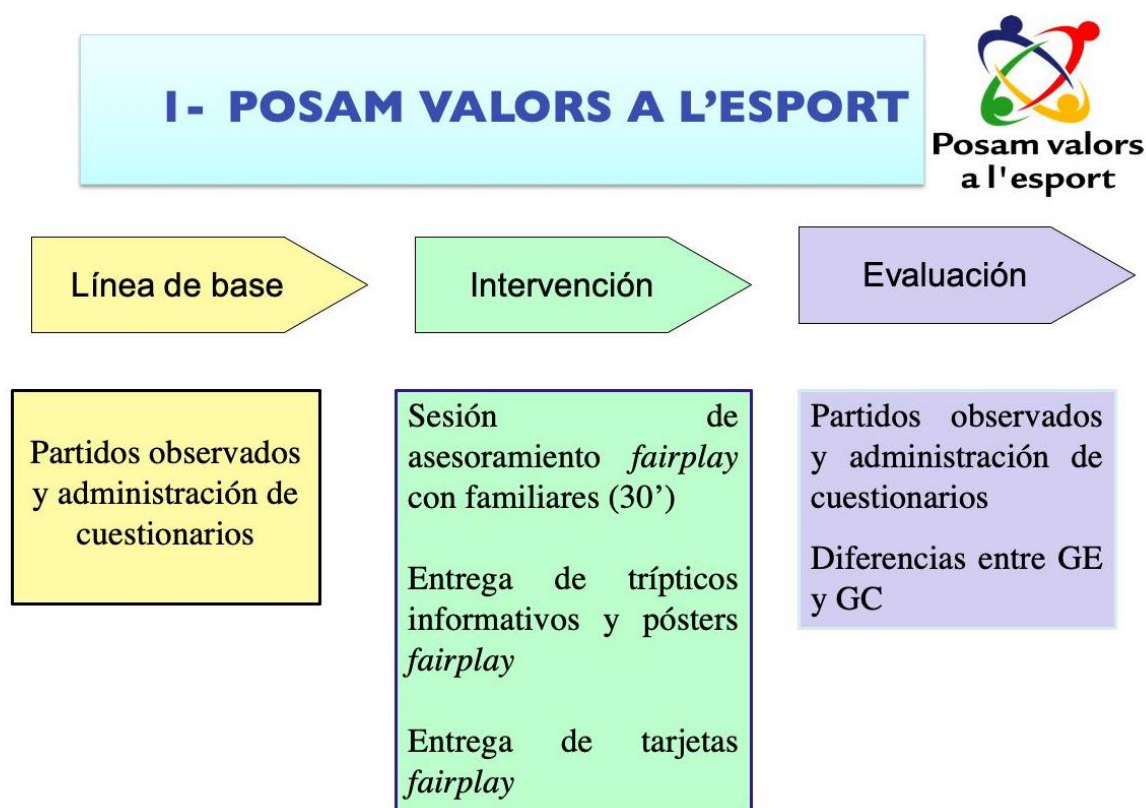 1- POSAM VALORS A L’ESPORT
Posam valors
a l'esport
Línea de base
Intervención
Evaluación
Partidos observados
y administración de
cuestionarios
Sesión de
asesoramiento fairplay
con familiares (30’)
Entrega de trípticos
informativos y pósters
fairplay
Entrega de tarjetas
fairplay
Partidos observados
y administración de
cuestionarios
Diferencias entre GE
y GC